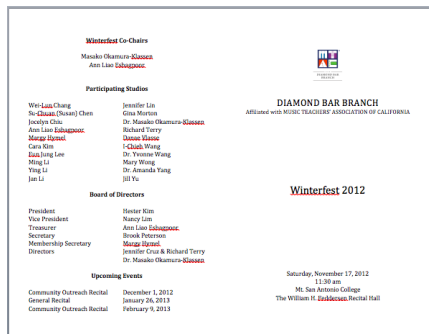 Winterfest Co-Chairs
Masako Okamura-Klassen
Ann Liao Eshagpoor
Participating Studios
Wei-Lun Chang Jennifer Lin
Su-Chuan (Susan) Chen Gina Morton
Jocelyn Chiu Dr. Masako Okamura-Klassen
Ann Liao Eshagpoor Richard Terry
Margy Hymel Danae Vlasse
Cara Kim I-Chieh Wang
Eun Jung Lee Dr. Yvonne Wang
Ming Li Mary Wong
Ying Li Dr. Amanda Yang
Jan Li Jill Yu
Board of Directors
President Hester Kim
Vice President Nancy Lim
Treasurer Ann Liao Eshagpoor
Secretary Brook Peterson
Membership Secretary Margy Hymel
Directors Jennifer Cruz & Richard Terry
Dr. Masako Okamura-Klassen
Upcoming Events
Community Outreach Recital December 1, 2012
General Recital January 26, 2013
Community Outreach Recital February 9, 2013
DIAMOND BAR BRANCH
Affiliated with MUSIC TEACHERS' ASSOCIATION OF CALIFORNIA
Winterfest 2012
Saturday, November 17, 2012
11:30 am
Mt. San Antonio College
The William H. Feddersen Recital Hall